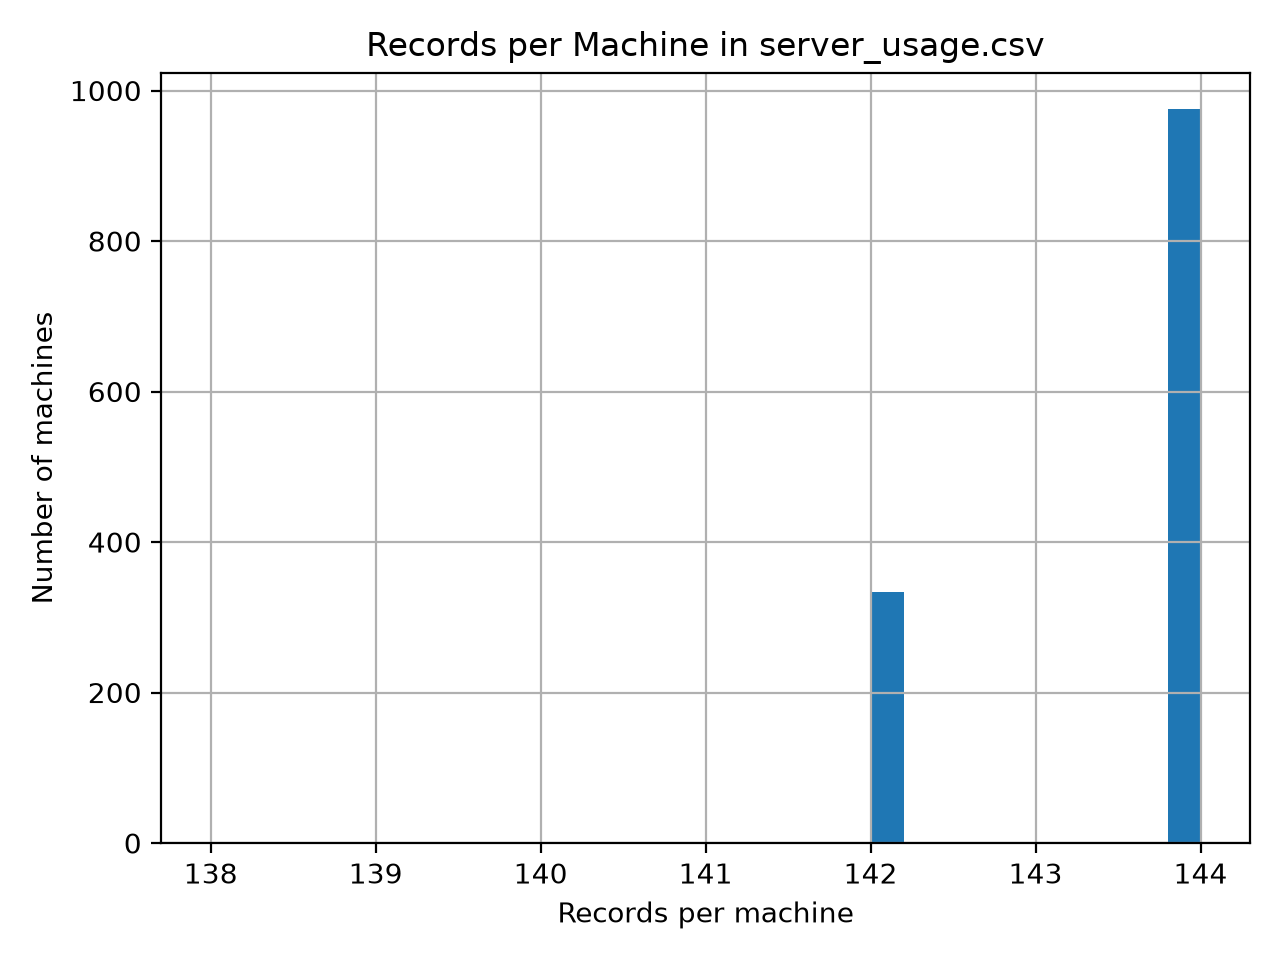 Records per Machine in server_usage.csv
1000
800
600
400
200
0
Number of machines
138 139 140 141 142 143 144
Records per machine